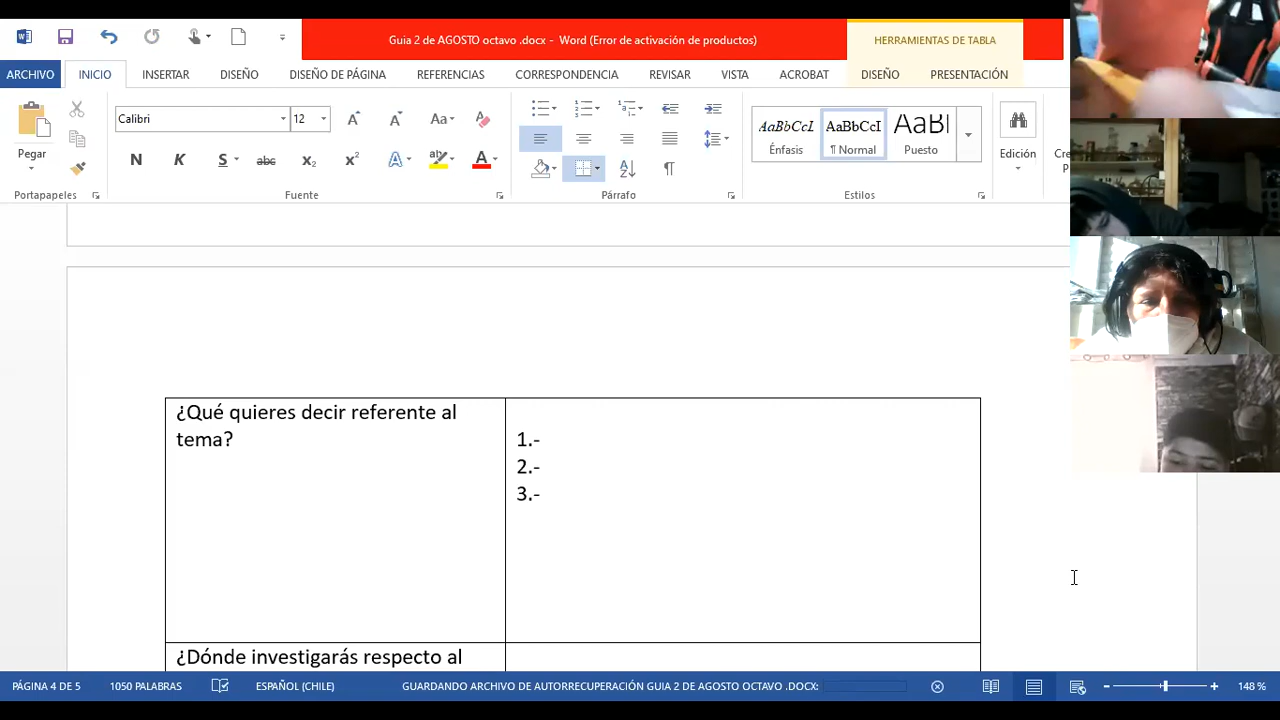 Guia 2 de AGOSTO octavo .docx - Word (Error de activación de productos)
HERRAMIENTAS DE TABLA
ARCHIVO INICIO INSERTAR DISEÑO DISEÑO DE PÁGINA REFERENCIAS CORRESPONDENCIA REVISAR VISTA ACROBAT DISEÑO PRESENTACIÓN
Pegar
Portapapeles
Calibri 12
N K S abc x₂ x² A A
Fuente
Párrafo
AaBbCcL AaBbCcI AaBl
Énfasis ¶ Normal Puesto
Estilos
Edición
¿Qué quieres decir referente al
tema?
1.-
2.-
3.-
¿Dónde investigarás respecto al
PÁGINA 4 DE 5 1050 PALABRAS ESPAÑOL (CHILE) GUARDANDO ARCHIVO DE AUTORRECUPERACIÓN GUIA 2 DE AGOSTO OCTAVO .DOCX: 148 %